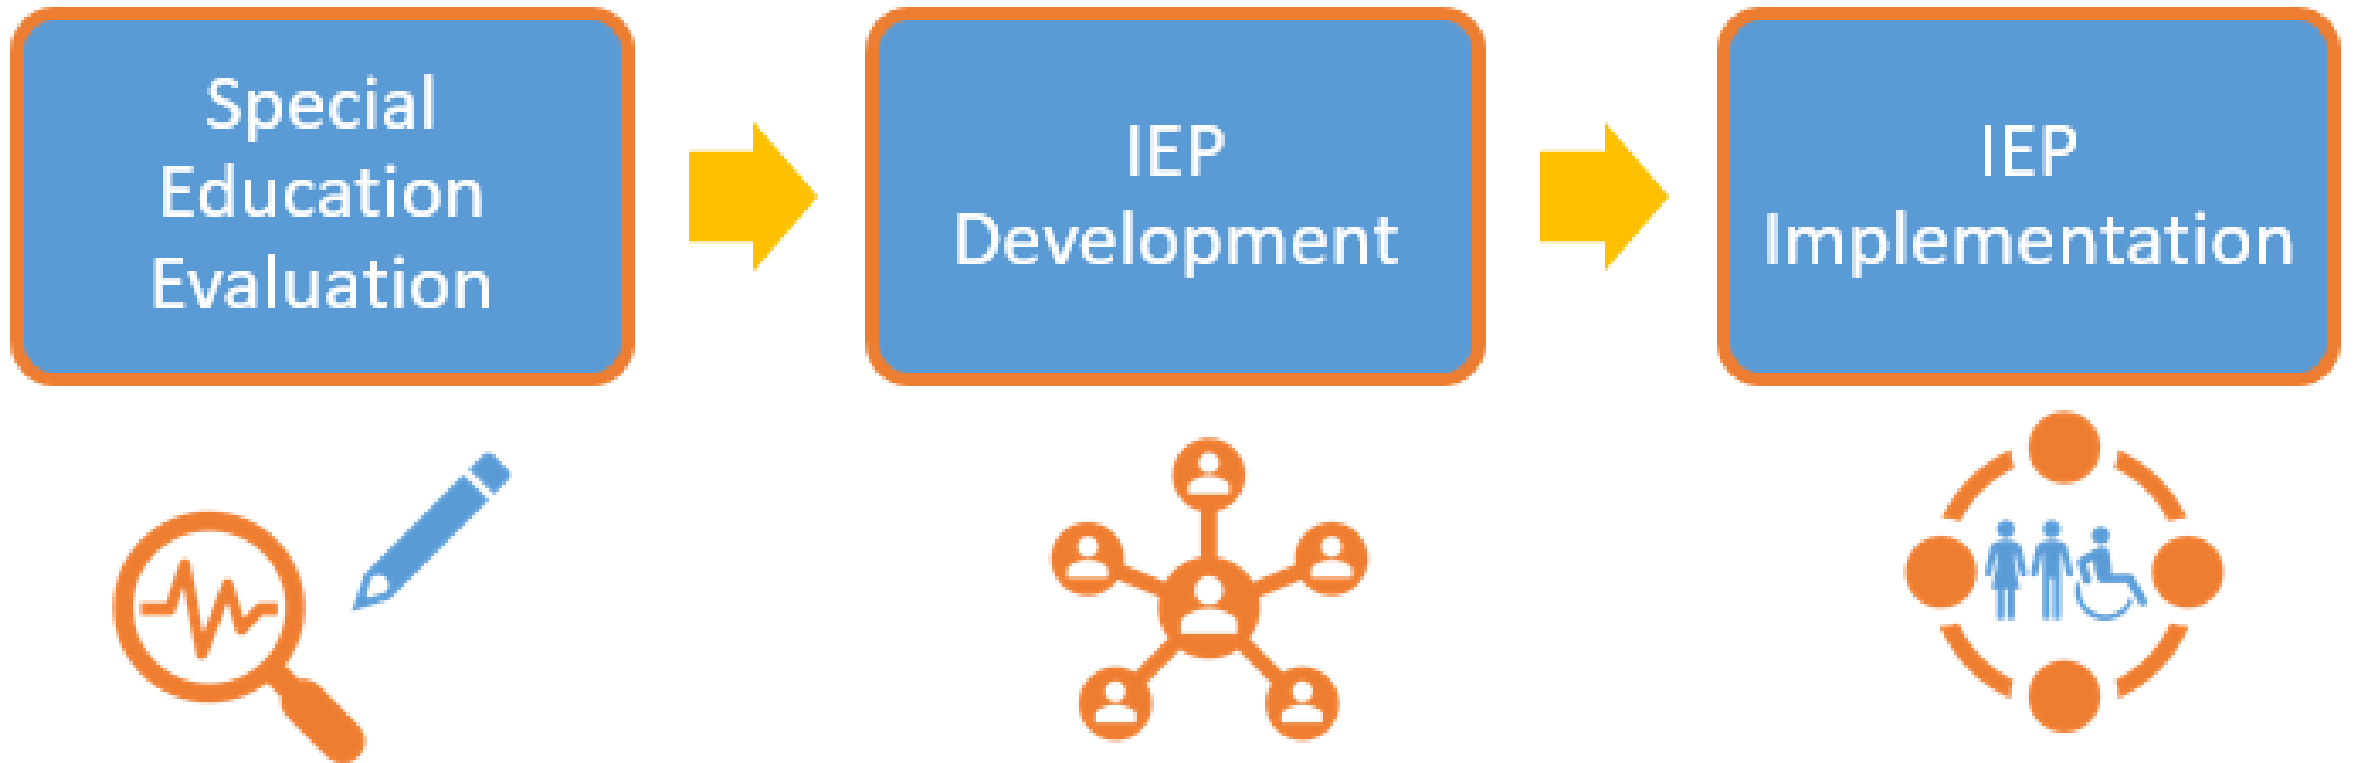 Special
Education
Evaluation
IEP
Development
IEP
Implementation